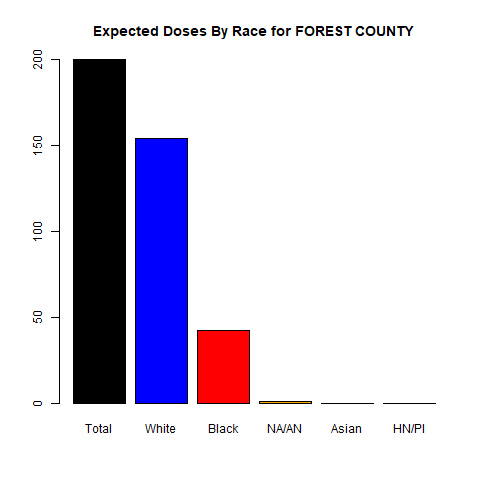 Expected Doses By Race for FOREST COUNTY
200
150
100
50
0
Total White Black NA/AN Asian HN/PI